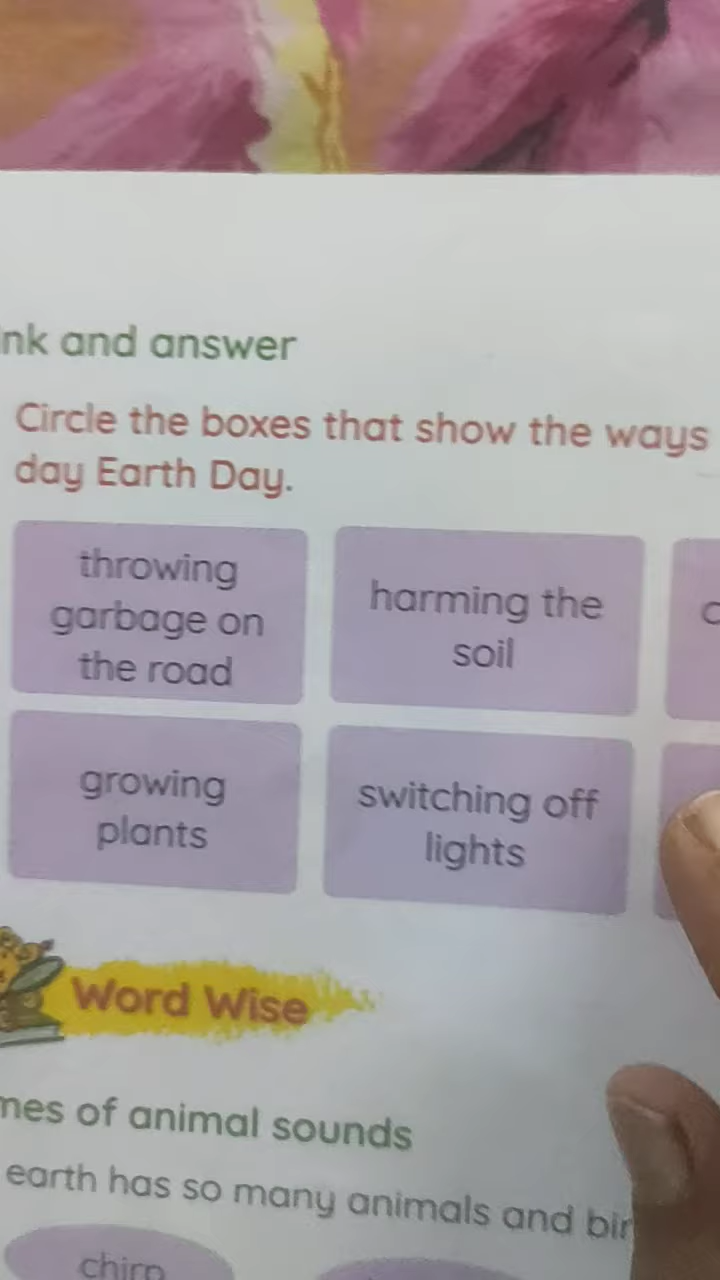 nk and answer
Circle the boxes that show the ways
day Earth Day.
throwing
garbage on
the road
harming the
soil
growing
plants
switching off
lights
Word Wise
mes of animal sounds
earth has so many animals and bir
chirp